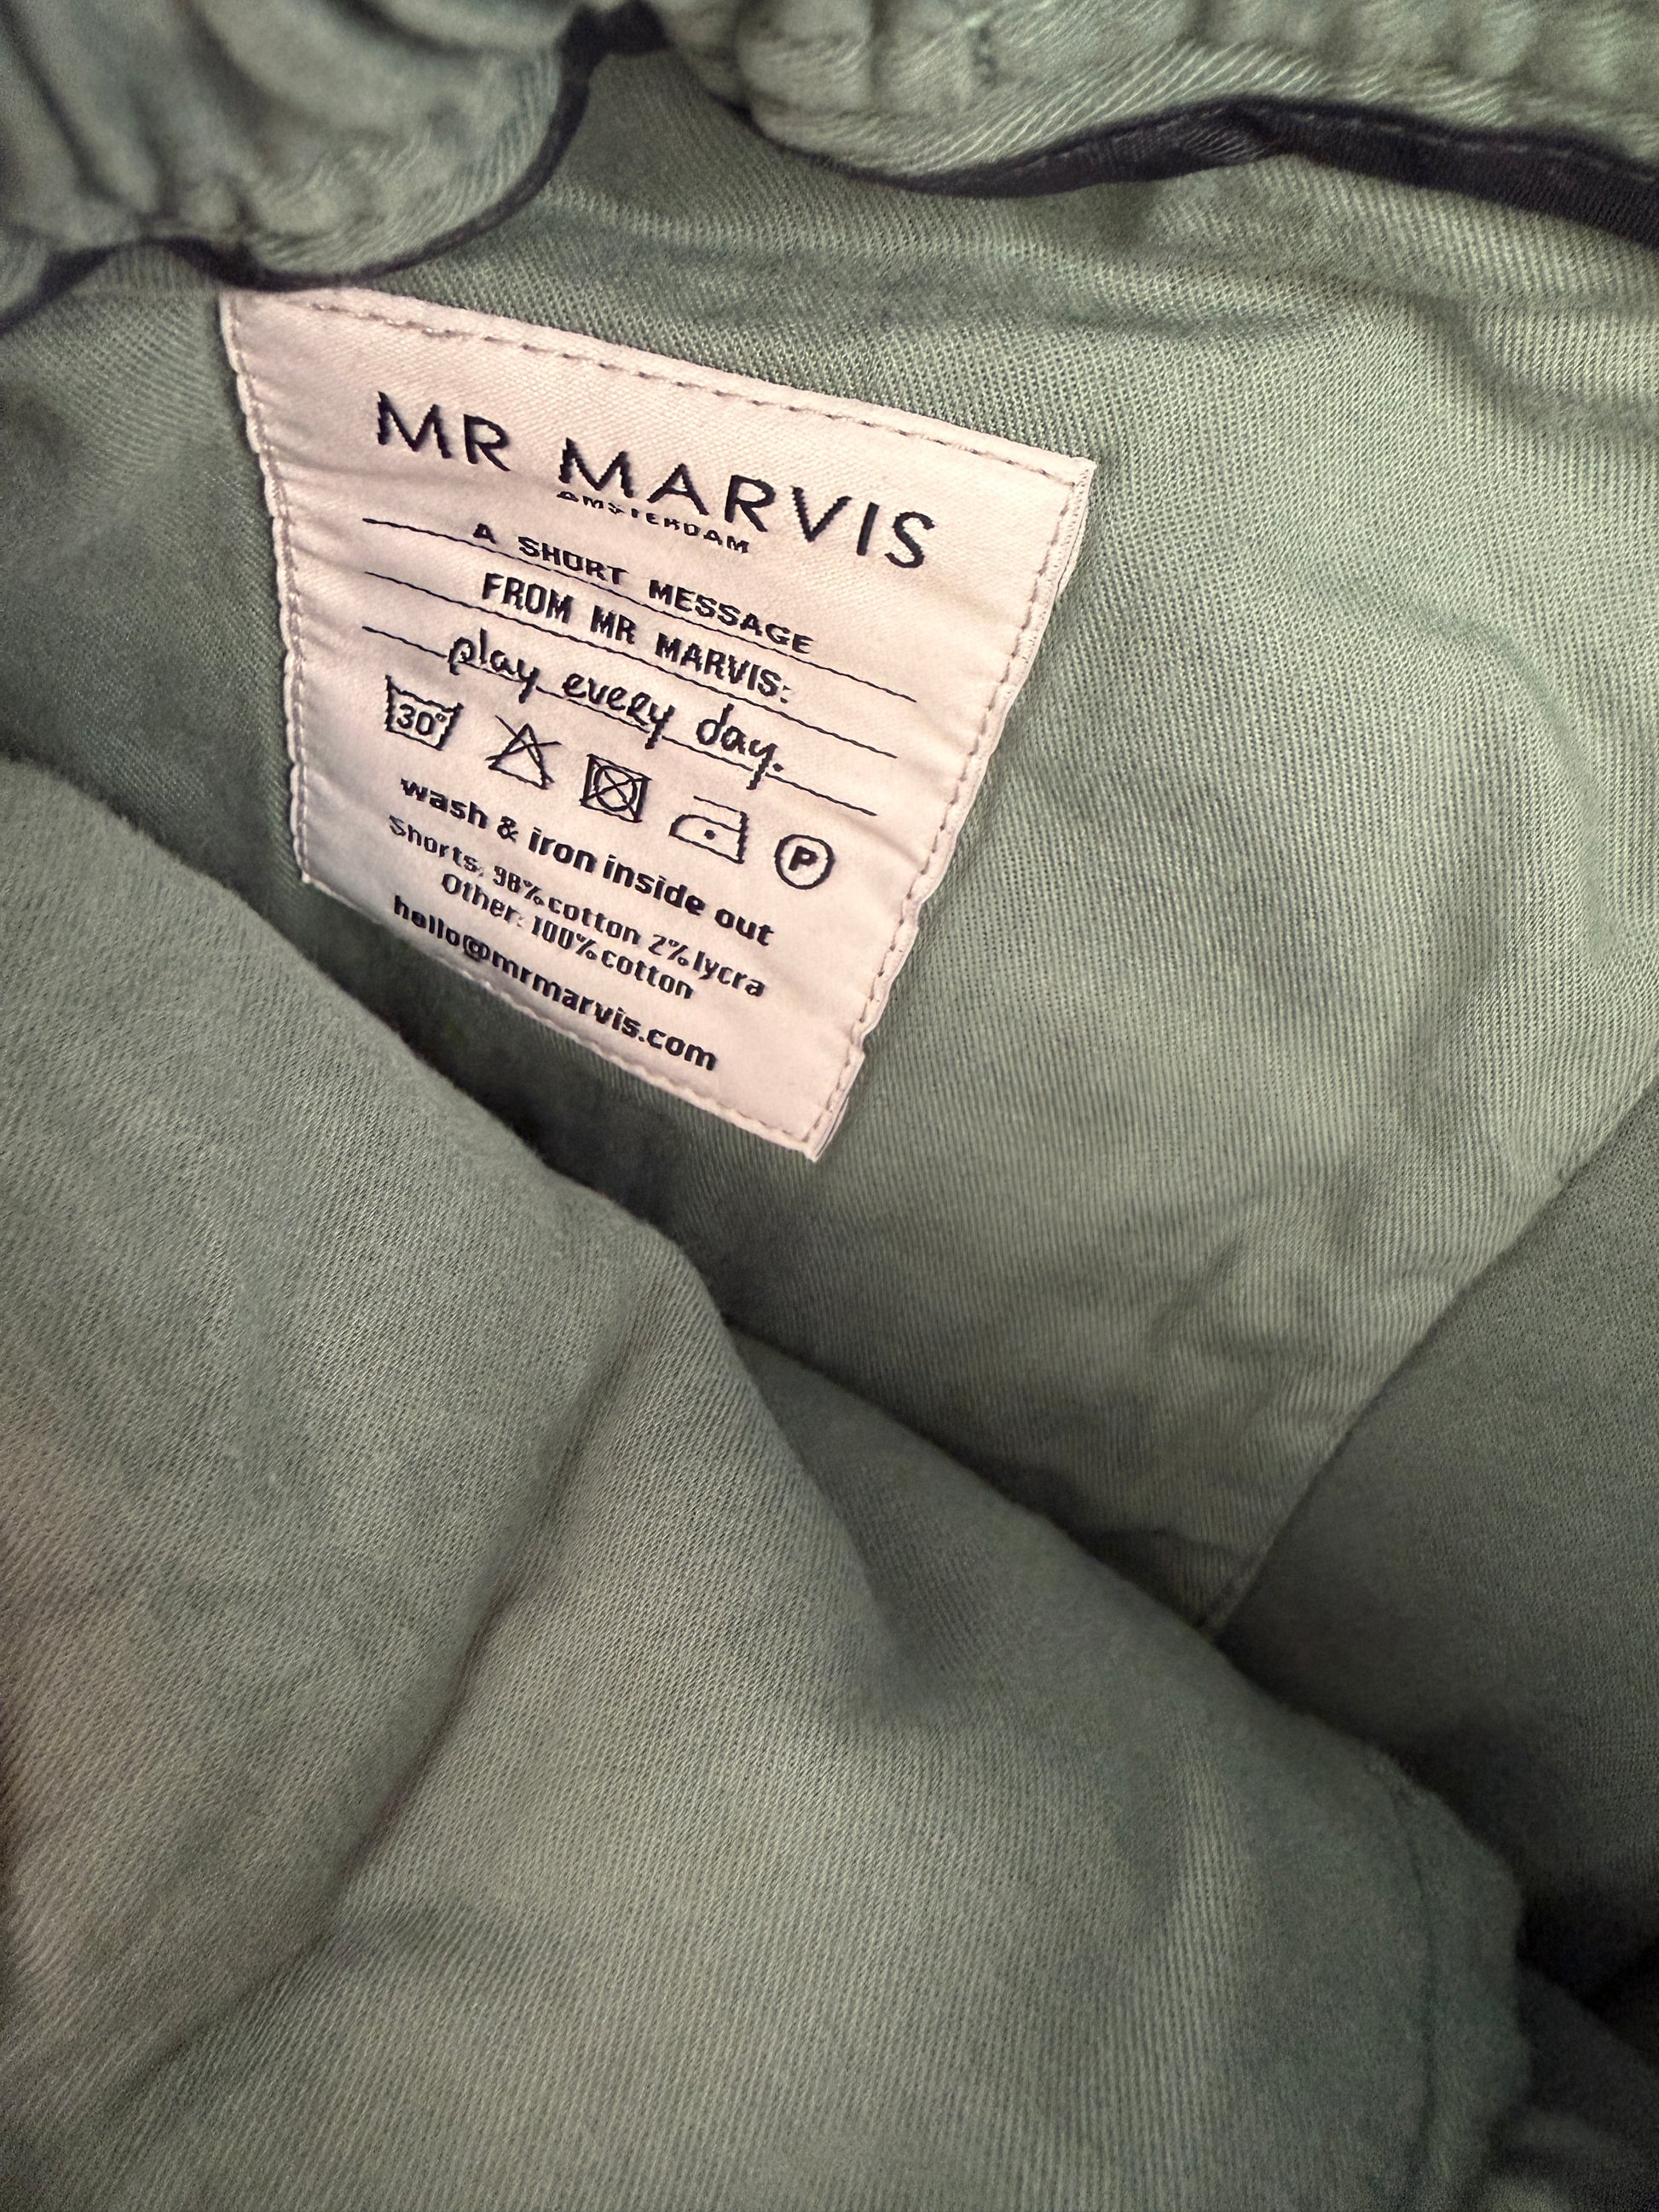 MR MARVIS
AMSTERDAM
A SHORT MESSAGE
FROM MR MARVIS:
play every day.
30° P
wash & iron inside out
Shorts: 98% cotton 2% lycra
Other: 100% cotton
hello@mrmarvis.com